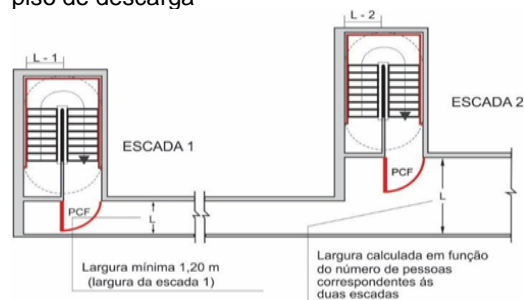 piso de descarga
L - 1
L - 2
ESCADA 1
ESCADA 2
PCF
PCF
L
L
Largura mínima 1,20 m
(largura da escada 1)
Largura calculada em função
do número de pessoas
correspondentes ás
duas escadas